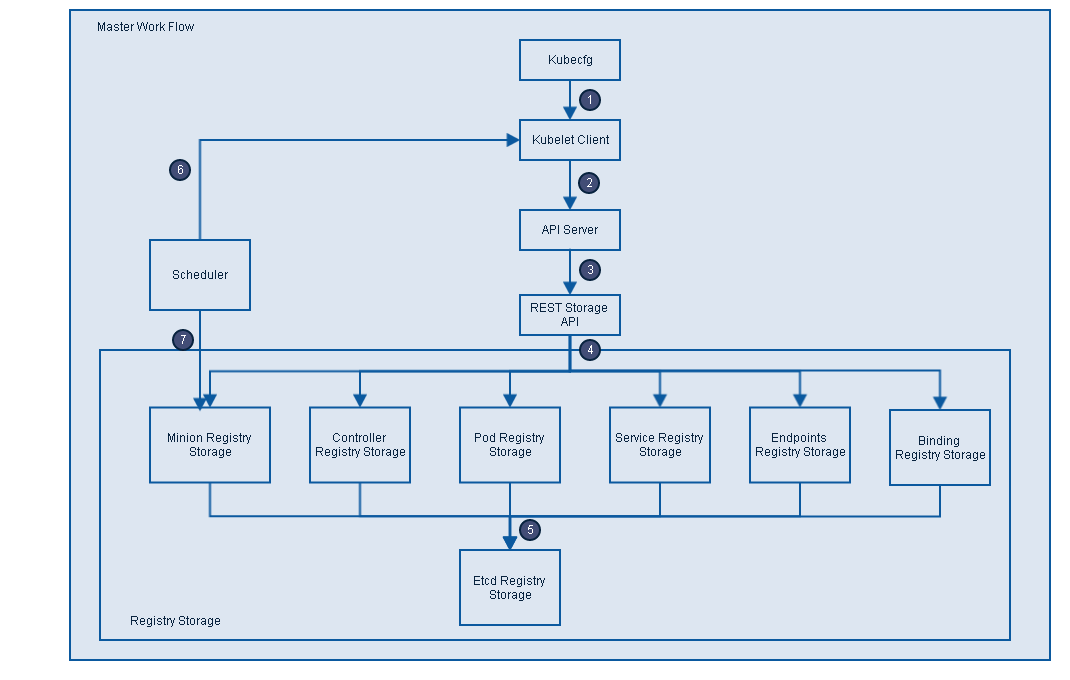 Master Work Flow
Kubecfg
1
Kubelet Client
6
2
API Server
Scheduler
3
REST Storage
API
7
4
Minion Registry
Storage
Controller
Registry Storage
Pod Registry
Storage
Service Registry
Storage
Endpoints
Registry Storage
Binding
Registry Storage
5
Etcd Registry
Storage
Registry Storage